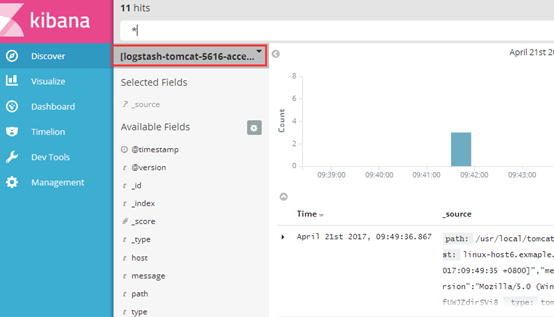 kibana
Discover
Visualize
Dashboard
Timelion
Dev Tools
Management
11 hits
*
[logstash-tomcat-5616-acce...
Selected Fields
? _source
Available Fields
@timestamp
t @version
t _id
t _index
# _score
t _type
t host
t message
t path
t type
April 21st 20
Count
8
6
4
2
0
09:39:00 09:40:00 09:41:00 09:42:00 09:43:00
Time _source
April 21st 2017, 09:49:36.867
path: /usr/local/tomcat
st: linux-host6.exmaple.
017:09:49:35 +0800]","me
rsion":"Mozilla/5.0 (Win
fUWJZdirSVi8 _type: tom